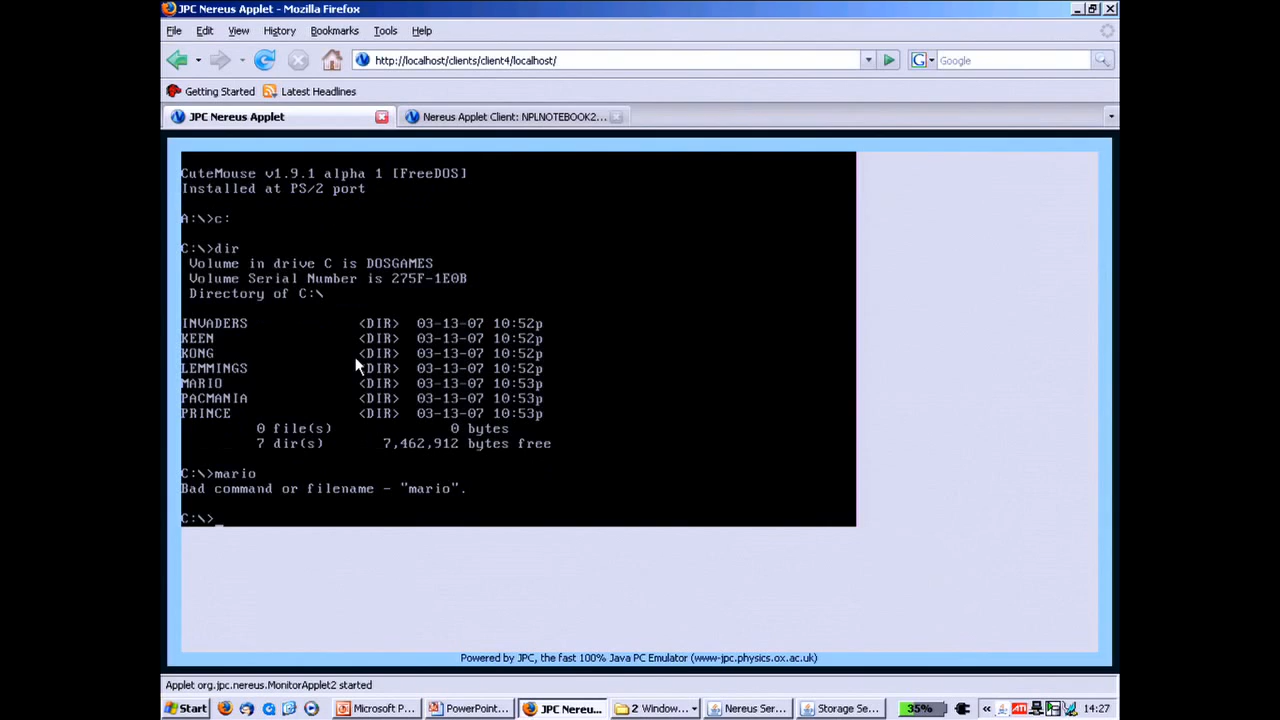 JPC Nereus Applet - Mozilla Firefox
File Edit View History Bookmarks Tools Help
http://localhost/clients/client4/localhost/
G Google
Getting Started Latest Headlines
JPC Nereus Applet Nereus Applet Client: NPLNOTEBOOK2...
CuteMouse v1.9.1 alpha 1 [FreeDOS]
Installed at PS/2 port
A:\>c:
C:\>dir
Volume in drive C is DOSGAMES
Volume Serial Number is 275F-1E0B
Directory of C:\
INVADERS <DIR> 03-13-07 10:52p
KEEN <DIR> 03-13-07 10:52p
KONG <DIR> 03-13-07 10:52p
LEMMINGS <DIR> 03-13-07 10:52p
MARIO <DIR> 03-13-07 10:53p
PACMANIA <DIR> 03-13-07 10:53p
PRINCE <DIR> 03-13-07 10:53p
0 file(s) 0 bytes
7 dir(s) 7,462,912 bytes free
C:\>mario
Bad command or filename - "mario".
C:\>_
Powered by JPC, the fast 100% Java PC Emulator (www-jpc.physics.ox.ac.uk)
Applet org.jpc.nereus.MonitorApplet2 started
Start Microsoft P... PowerPoint... JPC Nereu... 2 Window... Nereus Ser... Storage Se... 35% « ATI 14:27